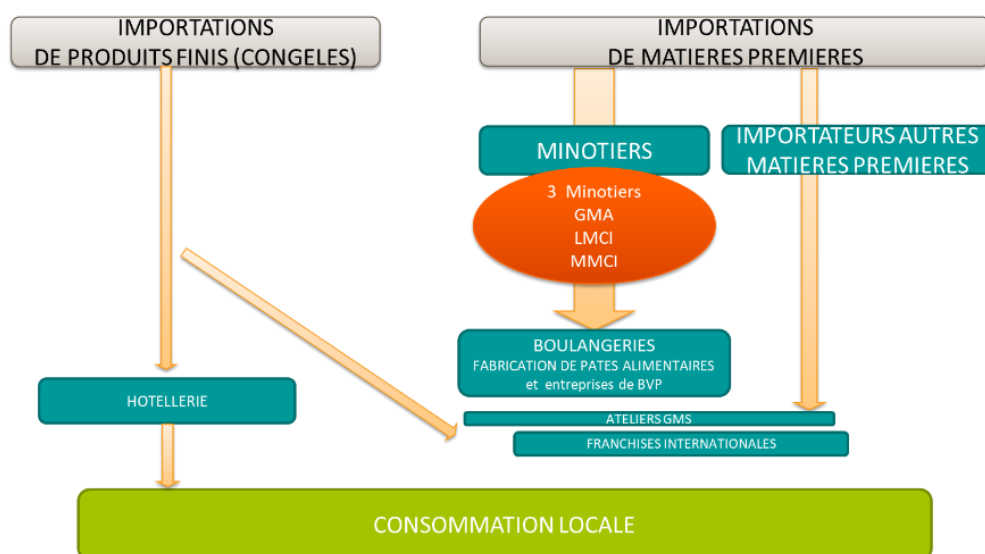 IMPORTATIONS
DE PRODUITS FINIS (CONGELES)
IMPORTATIONS
DE MATIERES PREMIERES
MINOTIERS
IMPORTATEURS AUTRES
MATIERES PREMIERES
3 Minotiers
GMA
LMCI
MMCI
BOULANGERIES
FABRICATION DE PATES ALIMENTAIRES
et entreprises de BVP
HOTELLERIE
ATELIERS GMS
FRANCHISES INTERNATIONALES
CONSOMMATION LOCALE